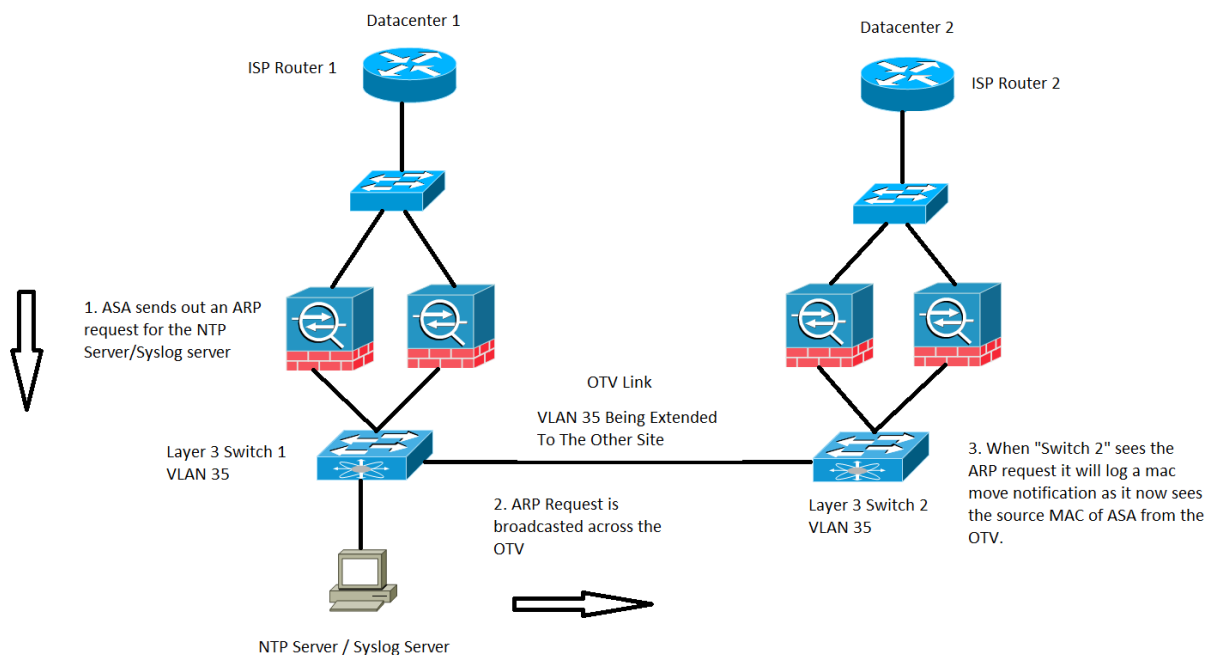 Datacenter 1
Datacenter 2
ISP Router 1
ISP Router 2
1. ASA sends out an ARP
request for the NTP
Server/Syslog server
OTV Link
VLAN 35 Being Extended
To The Other Site
Layer 3 Switch 1
VLAN 35
2. ARP Request is
broadcasted across the
OTV
Layer 3 Switch 2
VLAN 35
3. When "Switch 2" sees the
ARP request it will log a mac
move notification as it now sees
the source MAC of ASA from the
OTV.
NTP Server / Syslog Server